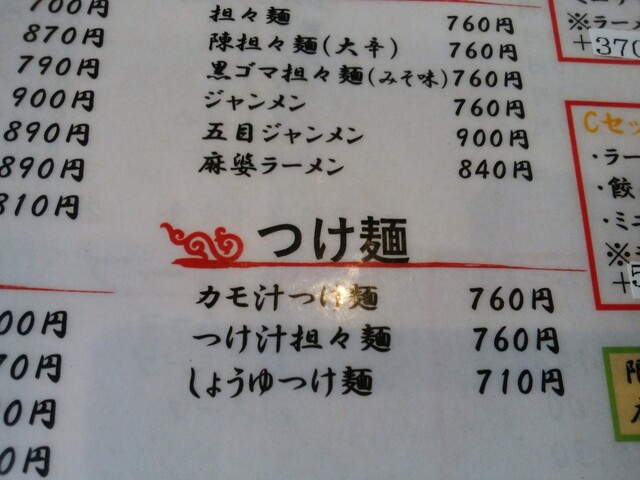 700円
870円
790円
900円
890円
890円
810円
担々麺 760円
陳担々麺(大辛) 760円
黒ゴマ担々麺(みそ味) 760円
ジャンメン 760円
五目ジャンメン 900円
麻婆ラーメン 840円
つけ麺
カモ汁つけ麺 760円
つけ汁担々麺 760円
しょうゆつけ麺 710円
00円
70円
0円
0円
※ラーメ
+370
Cセッ
・ラー
・餃
・ミニ
※
+5